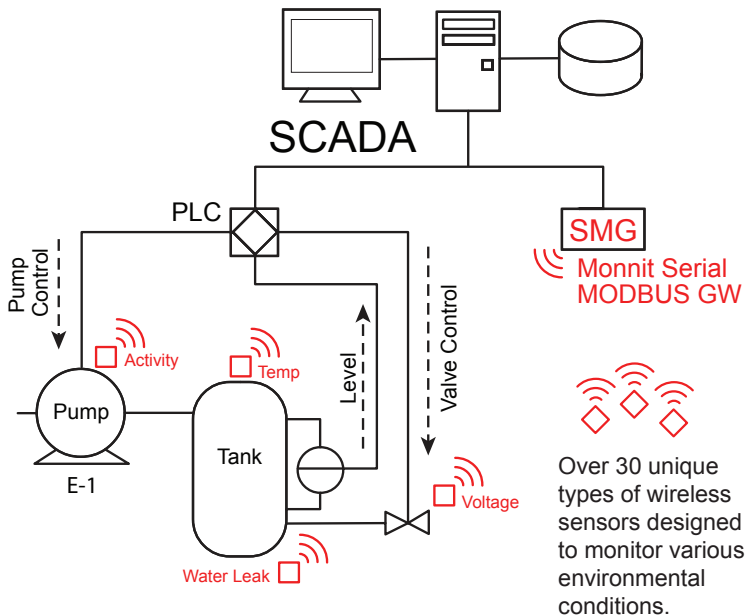 SCADA
PLC
SMG
Monnit Serial
MODBUS GW
Pump
Control
Activity
Temp
Level
Valve Control
Pump
Tank
E-1
Voltage
Water Leak
Over 30 unique
types of wireless
sensors designed
to monitor various
environmental
conditions.